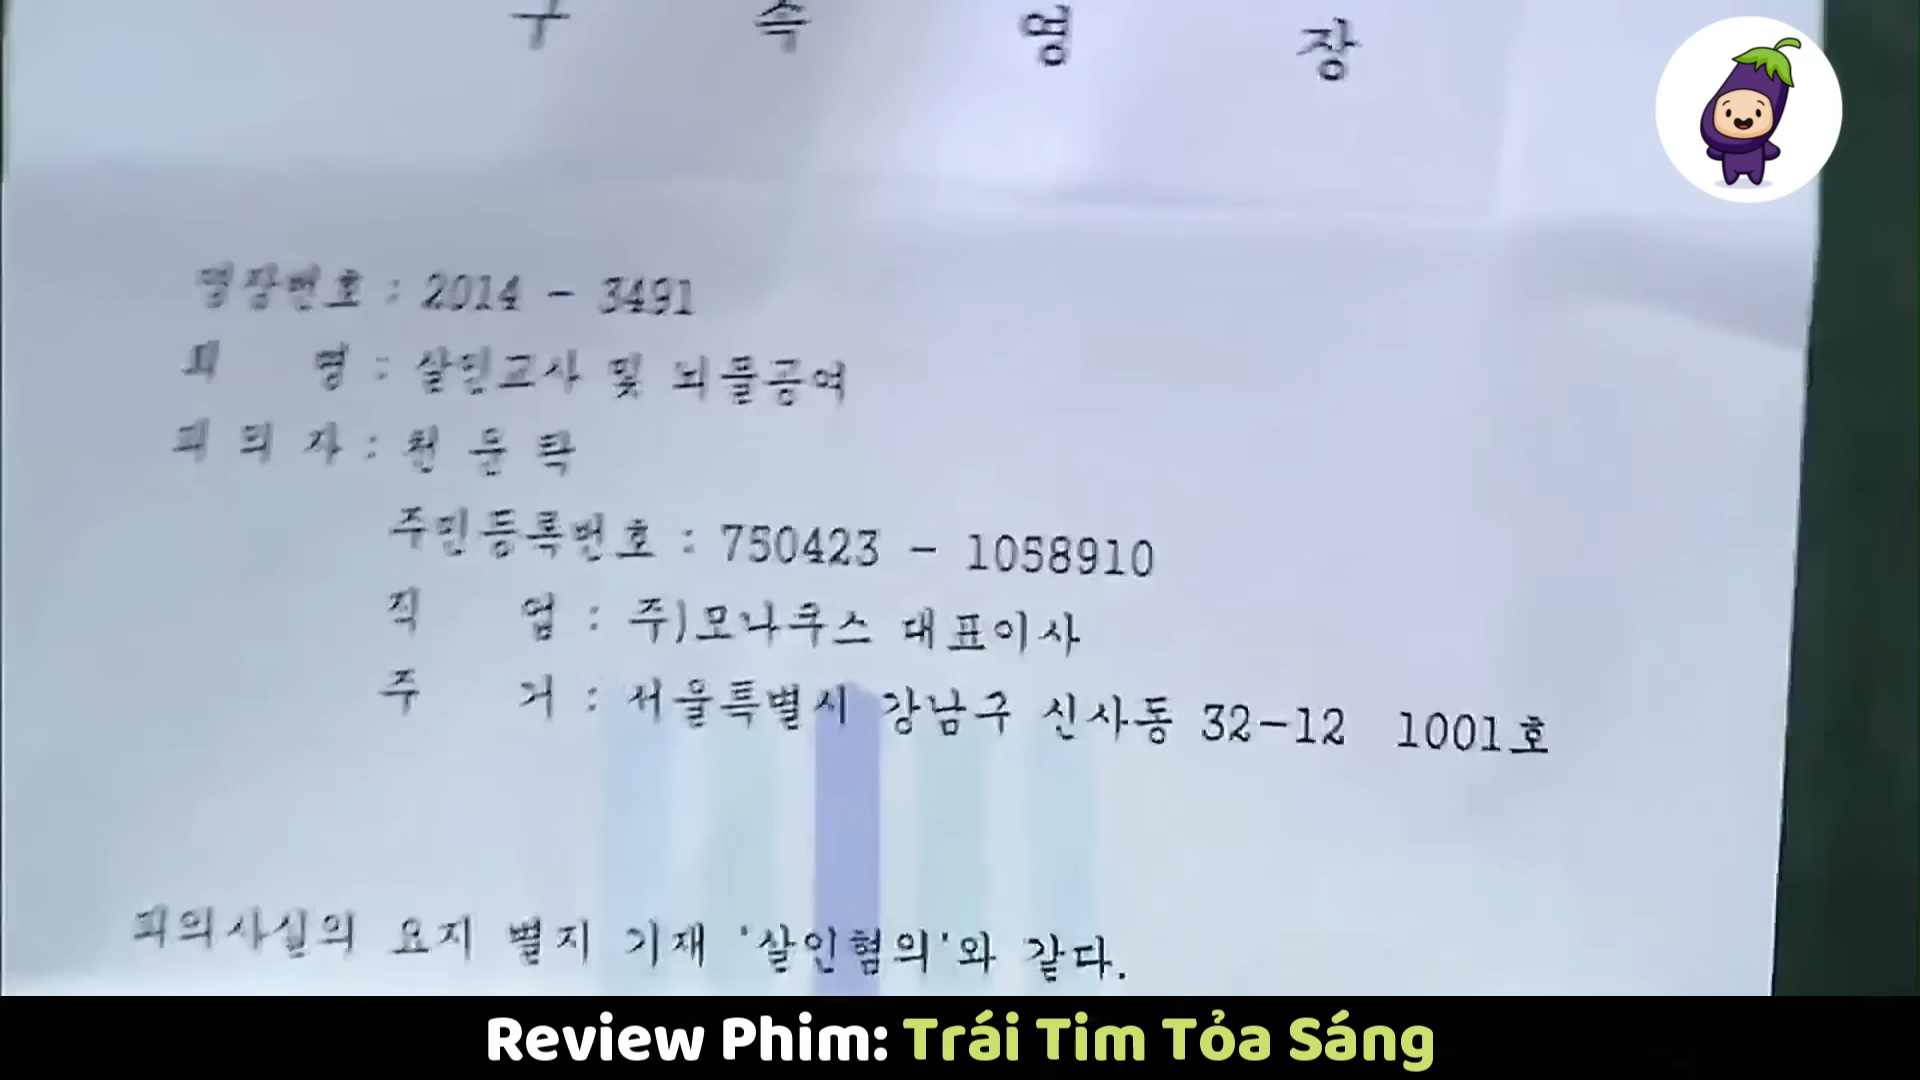 구 속 영 장
영장번호 : 2014 - 3491
죄 명 : 살인교사 및 뇌물공여
피 의 자 : 천 운 탁
주민등록번호 : 750423 - 1058910
직 업 : 주)모나쿠스 대표이사
주 거 : 서울특별시 강남구 신사동 32-12 1001호
피의사실의 요지 별지 기재 '살인혐의'와 같다.
Review Phim: Trái Tim Tỏa Sáng